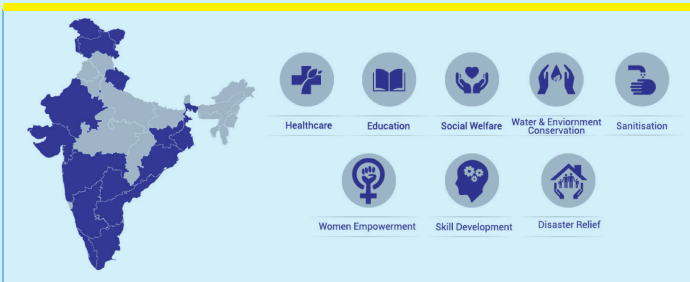 Healthcare
Education
Social Welfare
Water & Enviornment
Conservation
Sanitisation
Women Empowerment
Skill Development
Disaster Relief